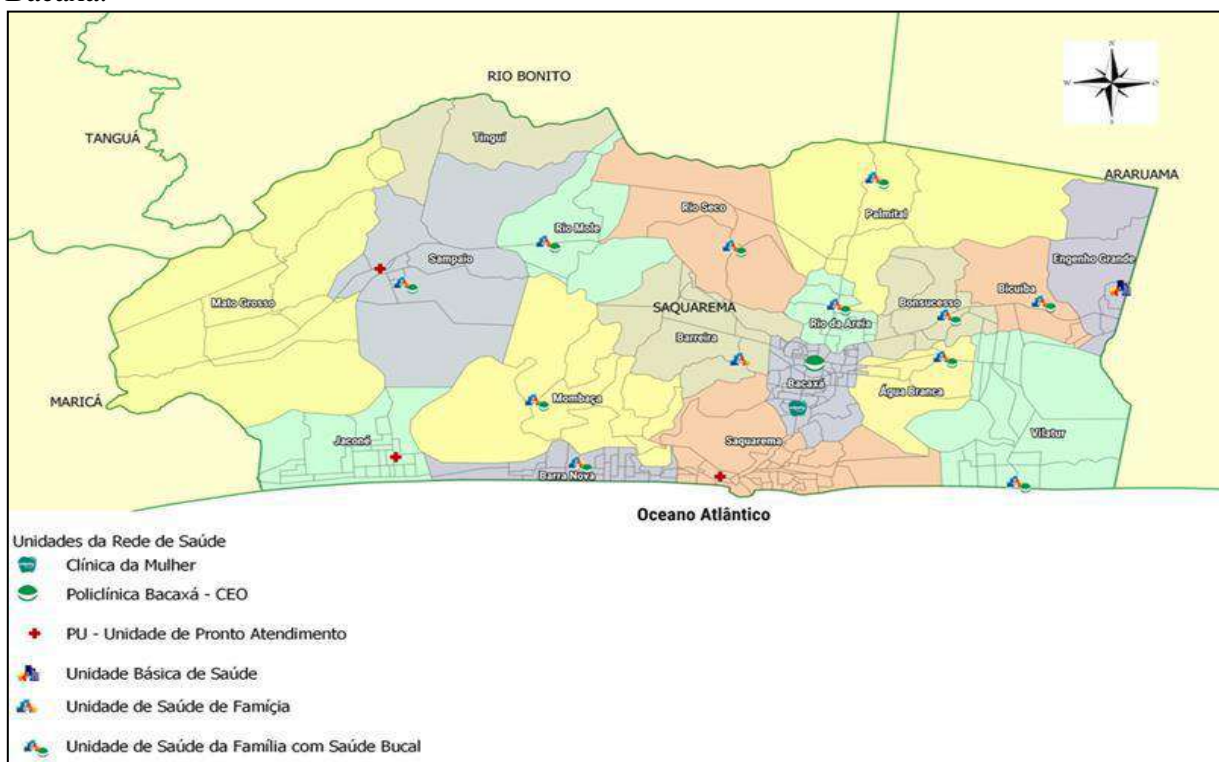 RIO BONITO
TANGUÁ
Tinguí
ARARUAMA
Rio Seco
Palmital
Rio Mole
Engenho Grande
Sampaio
Bicuíba
Mato Grosso
SAQUAREMA
Bonsucesso
Rio da Areia
Barreira
Bacaxá
Água Branca
MARICÁ
Mombaça
Vilatur
Jaconé
Saquarema
Barra Nova
Oceano Atlântico
Unidades da Rede de Saúde
Clínica da Mulher
Policlínica Bacaxá - CEO
PU - Unidade de Pronto Atendimento
Unidade Básica de Saúde
Unidade de Saúde de Famíçia
Unidade de Saúde da Família com Saúde Bucal